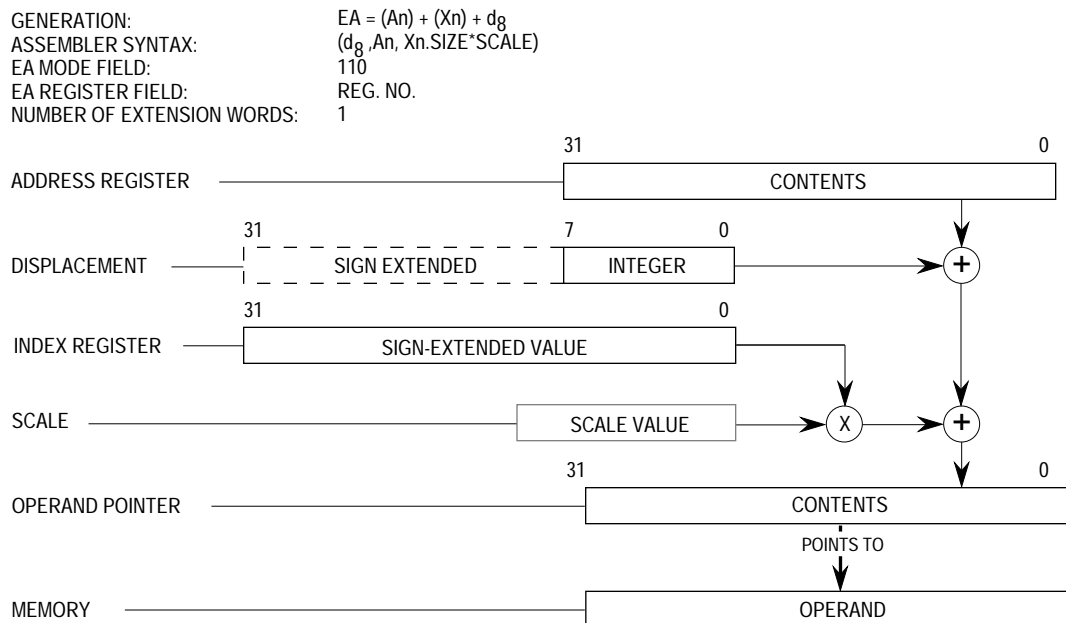 GENERATION: EA = (An) + (Xn) + d8
ASSEMBLER SYNTAX: (d8 ,An, Xn.SIZE*SCALE)
EA MODE FIELD: 110
EA REGISTER FIELD: REG. NO.
NUMBER OF EXTENSION WORDS: 1
31 0
ADDRESS REGISTER CONTENTS
31 7 0
DISPLACEMENT SIGN EXTENDED INTEGER +
31 0
INDEX REGISTER SIGN-EXTENDED VALUE
SCALE SCALE VALUE X +
31 0
OPERAND POINTER CONTENTS
POINTS TO
MEMORY OPERAND